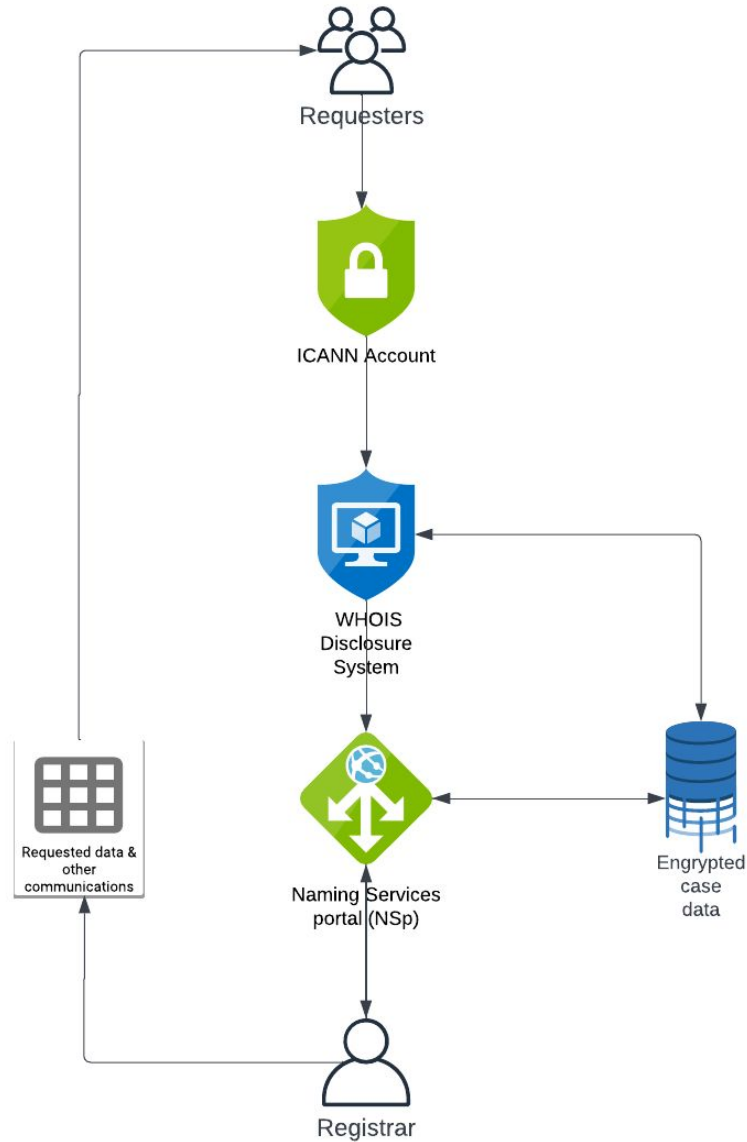 Requesters
ICANN Account
WHOIS
Disclosure
System
Requested data &
other
communications
Naming Services
portal (NSp)
Engrypted
case
data
Registrar